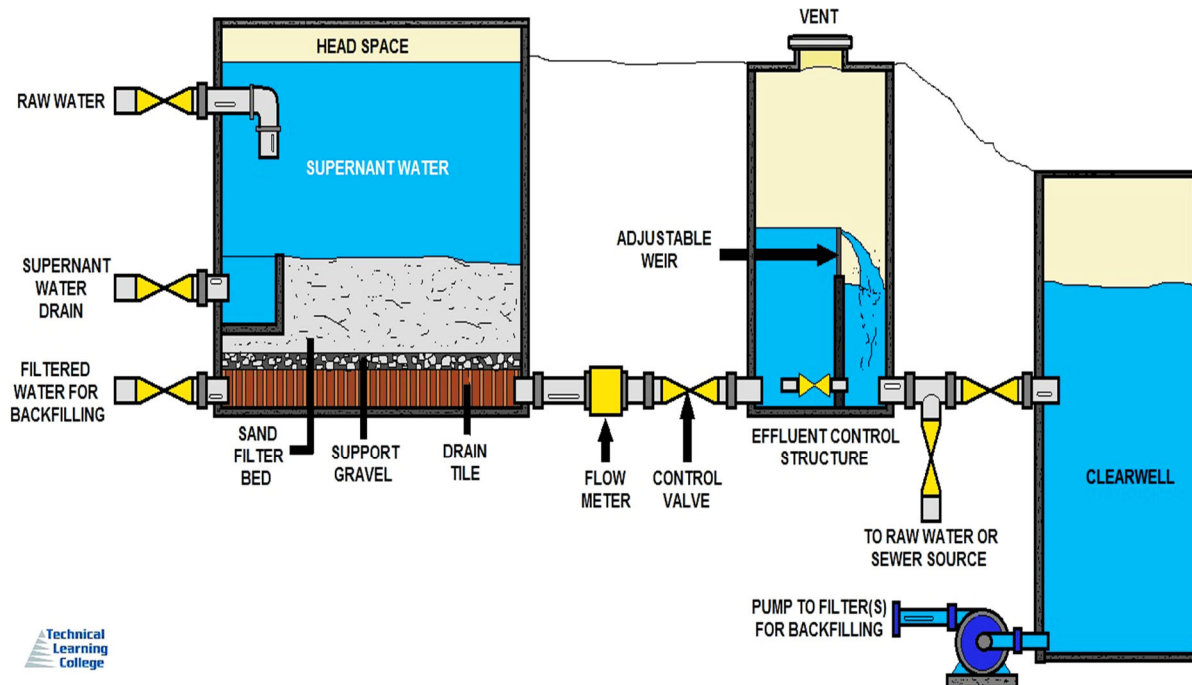 VENT
HEAD SPACE
RAW WATER
SUPERNANT WATER
ADJUSTABLE
WEIR
SUPERNANT
WATER
DRAIN
FILTERED
WATER FOR
BACKFILLING
SAND
FILTER
BED
SUPPORT
GRAVEL
DRAIN
TILE
FLOW
METER
CONTROL
VALVE
EFFLUENT CONTROL
STRUCTURE
CLEARWELL
TO RAW WATER OR
SEWER SOURCE
PUMP TO FILTER(S)
FOR BACKFILLING
Technical
Learning
College